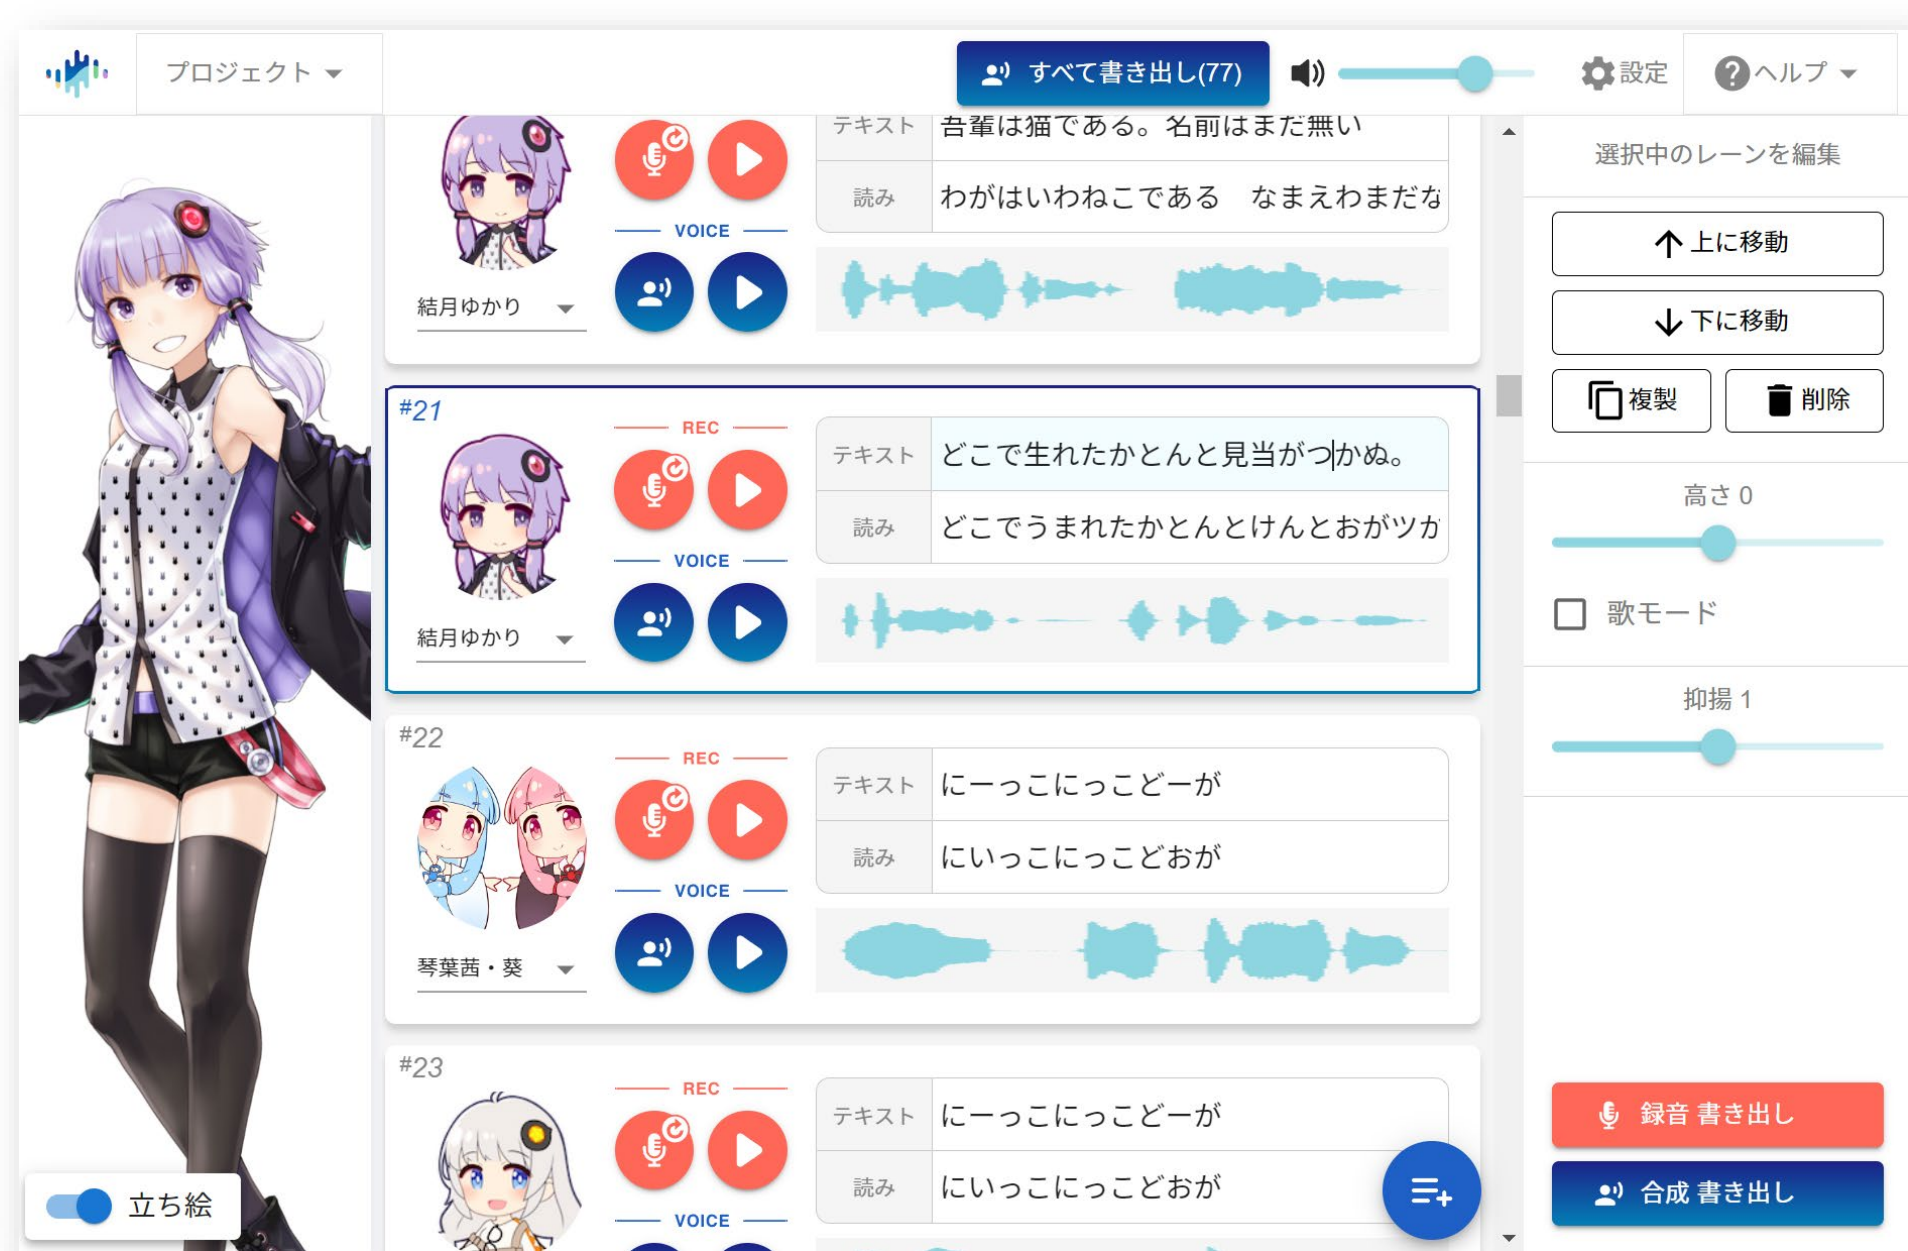 プロジェクト
すべて書き出し(77)
設定
ヘルプ
テキスト 吾輩は猫である。名前はまだ無い
読み わがはいわねこである　なまえわまだな
VOICE
結月ゆかり
#21
REC
テキスト どこで生れたかとんと見当がつかぬ。
読み どこでうまれたかとんとけんとおがツか
VOICE
結月ゆかり
#22
REC
テキスト にーっこにっこどーが
読み にいっこにっこどおが
VOICE
琴葉茜・葵
#23
REC
テキスト にーっこにっこどーが
読み にいっこにっこどおが
VOICE
立ち絵
選択中のレーンを編集
上に移動
下に移動
複製
削除
高さ 0
歌モード
抑揚 1
録音 書き出し
合成 書き出し